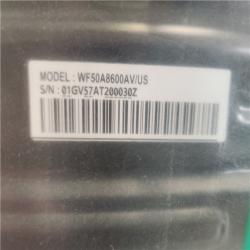 MODEL : WF50A8600AV/US
S/N : 01GV57AT200030Z